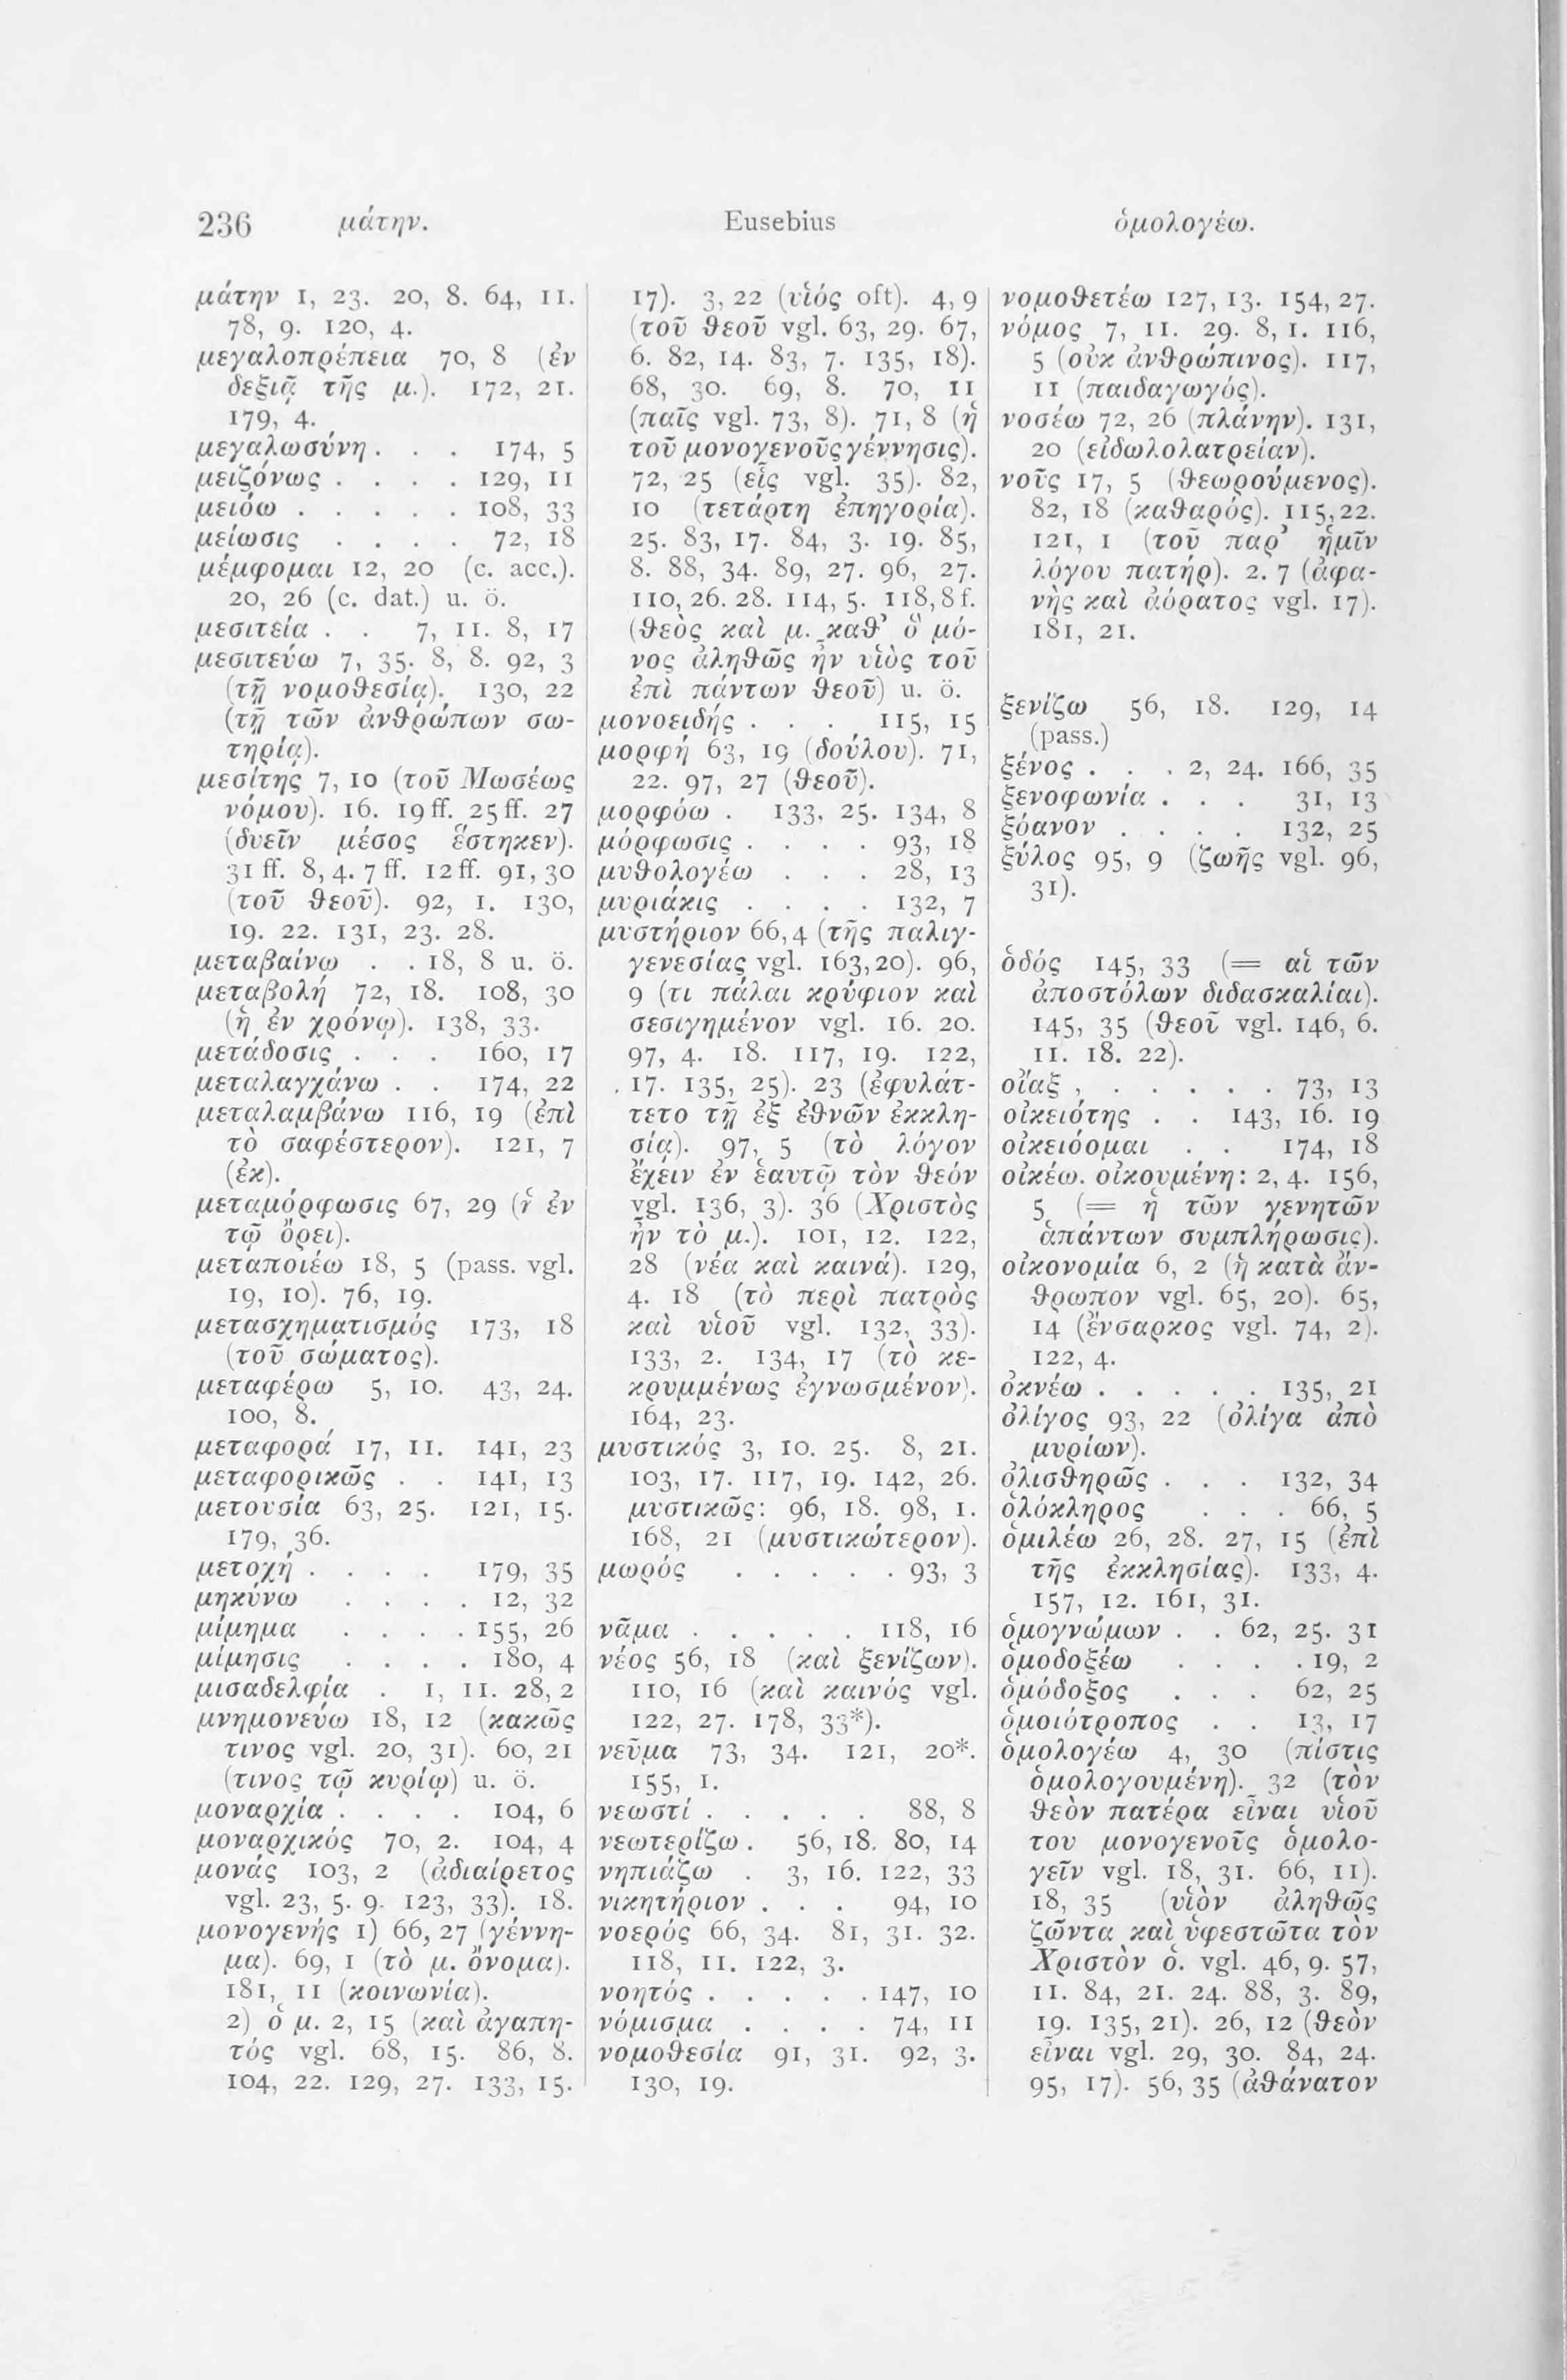 236 μάτην. Eusebius ὁμολογέω.
μάτην 1, 23. 20, 8. 64, 11.
78, 9. 120, 4.
μεγαλοπρέπεια 70, 8 (ἐν
δεξιᾷ τῆς μ.). 172, 21.
179, 4.
μεγαλωσύνη . . . 174, 5
μειζόνως . . . . 129, 11
μειόω . . . . . 108, 33
μείωσις . . . . 72, 18
μέμφομαι 12, 20 (c. acc.).
20, 26 (c. dat.) u. ö.
μεσιτεία . . 7, 11. 8, 17
μεσιτεύω 7, 35. 8, 8. 92, 3
(τῇ νομοθεσίᾳ). 130, 22
(τῇ τῶν ἀνθρώπων σω-
τηρίᾳ).
μεσίτης 7, 10 (τοῦ Μωσέως
νόμου). 16. 19ff. 25ff. 27
(δυεῖν μέσος ἕστηκεν).
31 ff. 8, 4. 7 ff. 12 ff. 91, 30
(τοῦ θεοῦ). 92, 1. 130,
19. 22. 131, 23. 28.
μεταβαίνω . . 18, 8 u. ö.
μεταβολή 72, 18. 108, 30
(ἡ ἐν χρόνῳ). 138, 33.
μετάδοσις . . . 160, 17
μεταλαγχάνω . . 174, 22
μεταλαμβάνω 116, 19 (ἐπὶ
τὸ σαφέστερον). 121, 7
(ἐκ).
μεταμόρφωσις 67, 29 (ἡ ἐν
τῷ ὄρει).
μεταποιέω 18, 5 (pass. vgl.
19, 10). 76, 19.
μετασχηματισμός 173, 18
(τοῦ σώματος).
μεταφέρω 5, 10. 43, 24.
100, 8.
μεταφορά 17, 11. 141, 23
μεταφορικῶς . . 141, 13
μετουσία 63, 25. 121, 15.
179, 36.
μετοχή . . . . 179, 35
μηκύνω . . . . 12, 32
μίμημα . . . . 155, 26
μίμησις . . . . 180, 4
μισαδελφία . 1, 11. 28, 2
μνημονεύω 18, 12 (κακῶς
τινος vgl. 20, 31). 60, 21
(τινος τῷ κυρίῳ) u. ö.
μοναρχία . . . . 104, 6
μοναρχικός 70, 2. 104, 4
μονάς 103, 2 (ἀδιαίρετος
vgl. 23, 5. 9. 123, 33). 18.
μονογενής 1) 66, 27 (γέννη-
μα). 69, 1 (τὸ μ. ὄνομα).
181, 11 (κοινωνία).
2) ὁ μ. 2, 15 (καὶ ἀγαπη-
τός vgl. 68, 15. 86, 8.
104, 22. 129, 27. 133, 15.
17). 3, 22 (υἱός oft). 4, 9
(τοῦ θεοῦ vgl. 63, 29. 67,
6. 82, 14. 83, 7. 135, 18).
68, 30. 69, 8. 70, 11
(παῖς vgl. 73, 8). 71, 8 (ἡ
τοῦ μονογενοῦς γέννησις).
72, 25 (εἷς vgl. 35). 82,
10 (τετάρτη ἐπηγορία).
25. 83, 17. 84, 3. 19. 85,
8. 88, 34. 89, 27. 96, 27.
110, 26. 28. 114, 5. 118, 8 f.
(θεὸς καὶ μ. καθ’ ὃ μό-
νος ἀληθῶς ἦν υἱὸς τοῦ
ἐπὶ πάντων θεοῦ) u. ö.
μονοειδής . . . 115, 15
μορφή 63, 19 (δούλου). 71,
22. 97, 27 (θεοῦ).
μορφόω . 133, 25. 134, 8
μόρφωσις . . . . 93, 18
μυθολογέω . . . 28, 13
μυριάκις . . . . 132, 7
μυστήριον 66, 4 (τῆς παλιγ-
γενεσίας vgl. 163, 20). 96,
9 (τι πάλαι κρύφιον καὶ
σεσιγημένον vgl. 16. 20.
97, 4. 18. 117, 19. 122,
17. 135, 25). 23 (ἐφυλάτ-
τετο τῇ ἐξ ἐθνῶν ἐκκλη-
σίᾳ). 97, 5 (τὸ λόγον
ἔχειν ἐν ἑαυτῷ τὸν θεόν
vgl. 136, 3). 36 (Χριστὸς
ἦν τὸ μ.). 101, 12. 122,
28 (νέα καὶ καινά). 129,
4. 18 (τὸ περὶ πατρὸς
καὶ υἱοῦ vgl. 132, 33).
133, 2. 134, 17 (τὸ κε-
κρυμμένως ἐγνωσμένον).
164, 23.
μυστικός 3, 10. 25. 8, 21.
103, 17. 117, 19. 142, 26.
μυστικῶς: 96, 18. 98, 1.
168, 21 (μυστικώτερον).
μωρός . . . . . 93, 3
νᾶμα . . . . . 118, 16
νέος 56, 18 (καὶ ξενίζων).
110, 16 (καὶ καινός vgl.
122, 27. 178, 33*).
νεῦμα 73, 34. 121, 20*.
155, 1.
νεωστί . . . . . 88, 8
νεωτερίζω . 56, 18. 80, 14
νηπιάζω . 3, 16. 122, 33
νικητήριον . . . 94, 10
νοερός 66, 34. 81, 31. 32.
118, 11. 122, 3.
νοητός . . . . . 147, 10
νόμισμα . . . . 74, 11
νομοθεσία 91, 31. 92, 3.
130, 19.
νομοθετέω 127, 13. 154, 27.
νόμος 7, 11. 29. 8, 1. 116,
5 (οὐκ ἀνθρώπινος). 117,
11 (παιδαγωγός).
νοσέω 72, 26 (πλάνην). 131,
20 (εἰδωλολατρείαν).
νοῦς 17, 5 (θεωρούμενος).
82, 18 (καθαρός). 115, 22.
121, 1 (τοῦ παρ’ ἡμῖν
λόγου πατήρ). 2. 7 (ἀφα-
νὴς καὶ ἀόρατος vgl. 17).
181, 21.
ξενίζω 56, 18. 129, 14
(pass.)
ξένος . . . 2, 24. 166, 35
ξενοφωνία . . . 31, 13
ξόανον . . . . 132, 25
ξύλος 95, 9 (ζωῆς vgl. 96,
31).
ὁδός 145, 33 (= αἱ τῶν
ἀποστόλων διδασκαλίαι).
145, 35 (θεοῦ vgl. 146, 6.
11. 18. 22).
οἴαξ . . . . . . 73, 13
οἰκειότης . . 143, 16. 19
οἰκειόομαι . . 174, 18
οἰκέω. οἰκουμένη: 2, 4. 156,
5 (= ἡ τῶν γενητῶν
ἁπάντων συμπλήρωσις).
οἰκονομία 6, 2 (ἡ κατὰ ἄν-
θρωπον vgl. 65, 20). 65,
14 (ἔνσαρκος vgl. 74, 2).
122, 4.
ὀκνέω . . . . . 135, 21
ὀλίγος 93, 22 (ὀλίγα ἀπὸ
μυρίων).
ὀλισθηρῶς . . . 132, 34
ὁλόκληρος . . . 66, 5
ὁμιλέω 26, 28. 27, 15 (ἐπὶ
τῆς ἐκκλησίας). 133, 4.
157, 12. 161, 31.
ὁμογνώμων . . 62, 25. 31
ὁμοδοξέω . . . . 19, 2
ὁμόδοξος . . . 62, 25
ὁμοιότροπος . . 13, 17
ὁμολογέω 4, 30 (πίστις
ὁμολογουμένη). 32 (τὸν
θεὸν πατέρα εἶναι υἱοῦ
του μονογενοῦς ὁμολο-
γεῖν vgl. 18, 31. 66, 11).
18, 35 (υἱὸν ἀληθῶς
ζῶντα καὶ ὑφεστῶτα τὸν
Χριστὸν ὁ. vgl. 46, 9. 57,
11. 84, 21. 24. 88, 3. 89,
19. 135, 21). 26, 12 (θεὸν
εἶναι vgl. 29, 30. 84, 24.
95, 17). 56, 35 (ἀθάνατον